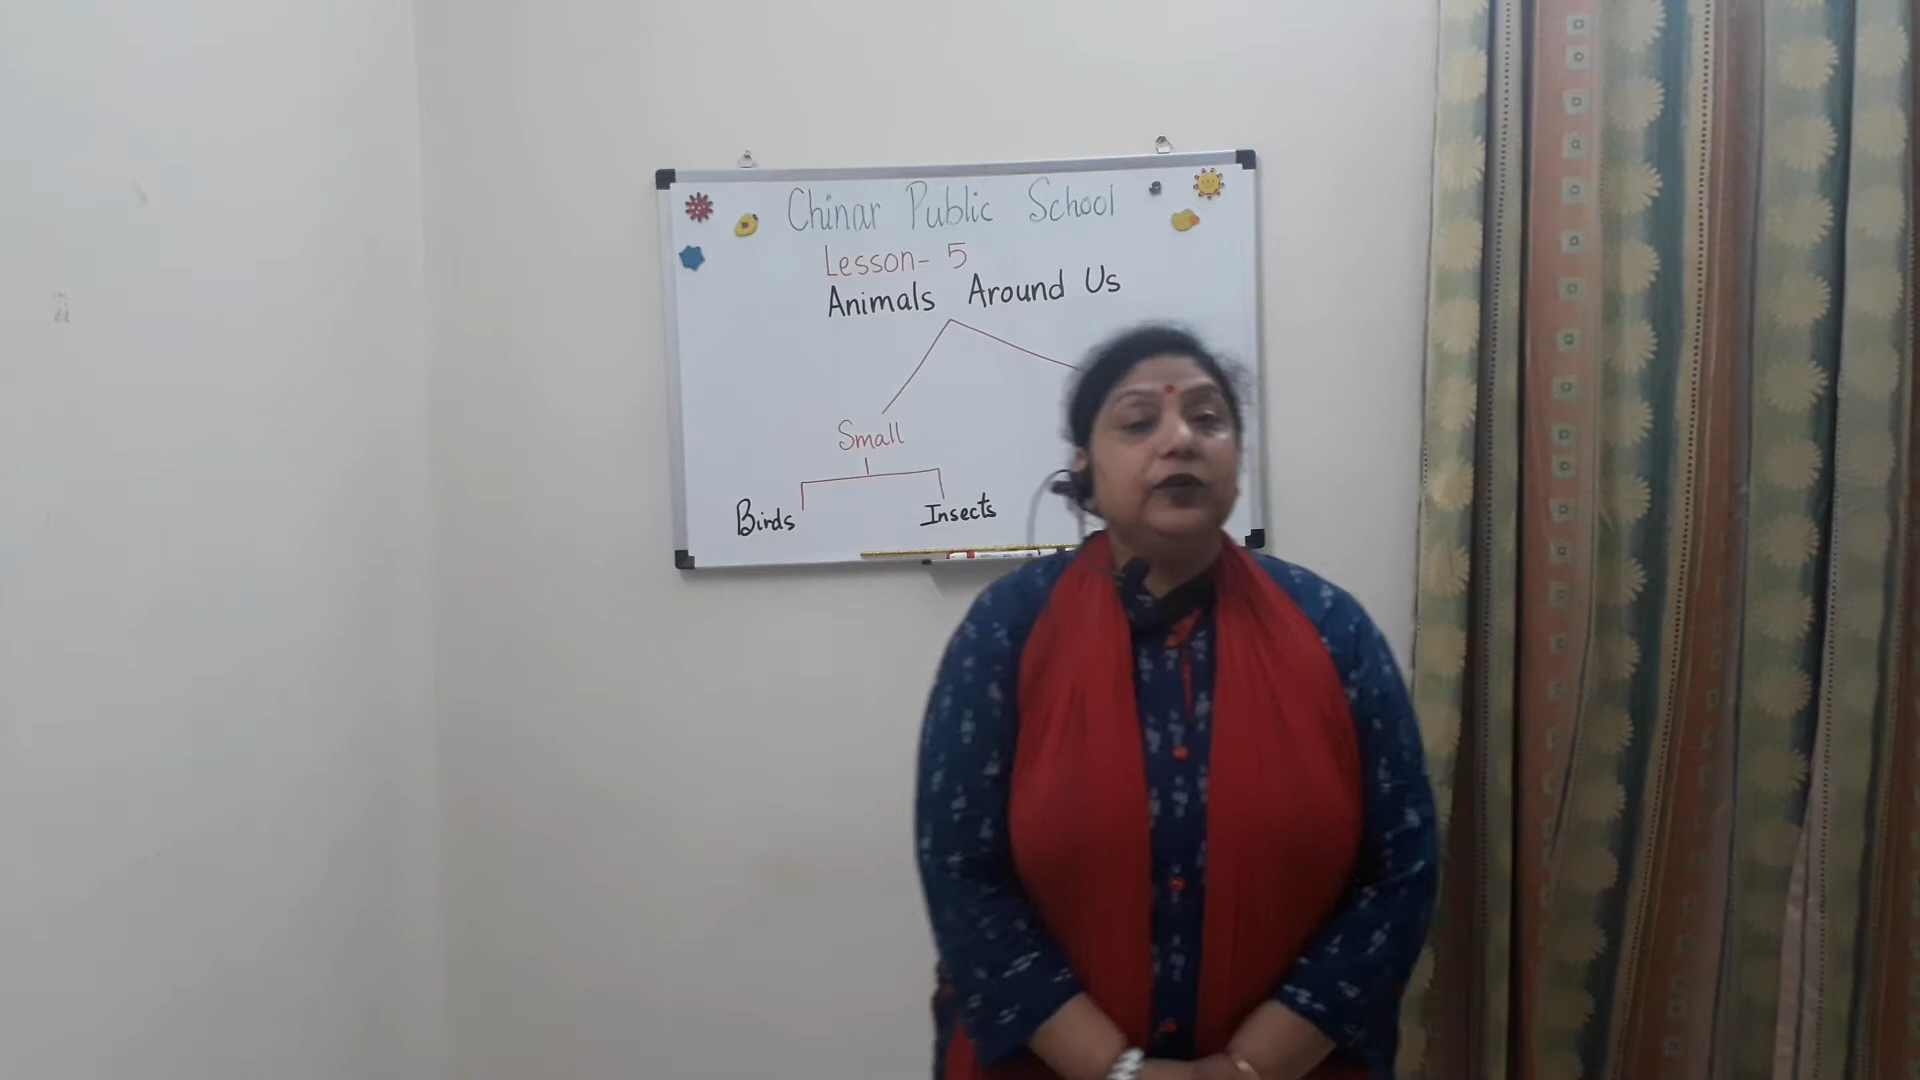 Chinar Public School
Lesson- 5
Animals Around Us
Small
Birds Insects